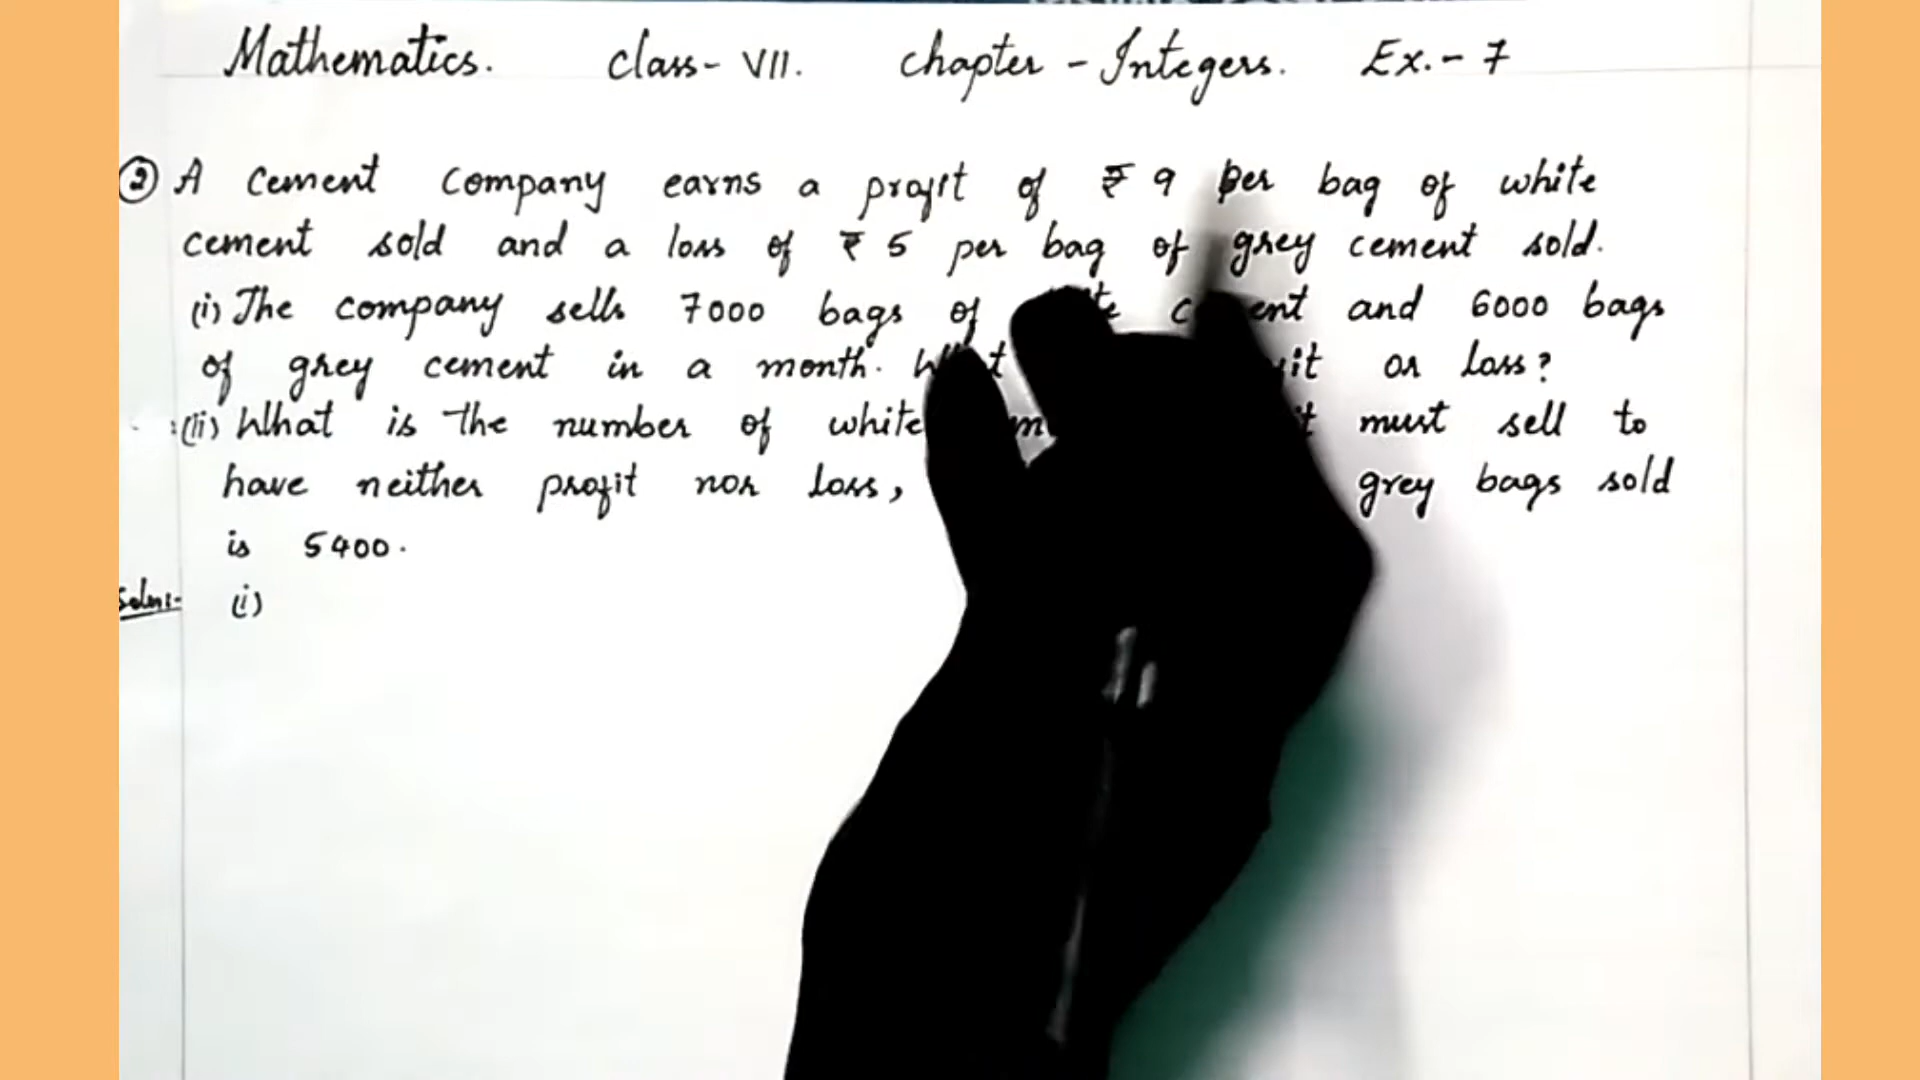 Mathematics. Class- VII. Chapter - Integers. Ex.- 7
② A cement company earns a profit of ₹ 9 per bag of white
cement sold and a loss of ₹ 5 per bag of grey cement sold.
(i) The company sells 7000 bags of and 6000 bags
of grey cement in a month. or loss?
(ii) What is the number of white must sell to
have neither profit nor loss, grey bags sold
is 5400.
Soln:- (i)